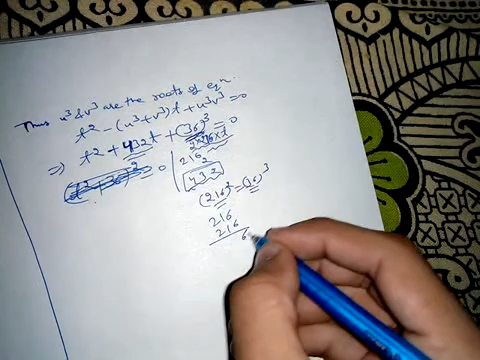 Thus u³ & v³ are the roots of eqn.
t² - (u³+v³)t + u³v³ = 0
⇒ t² + 432t + (36)³ = 0
216
2
432
(216)² = (36)³
216
216
6